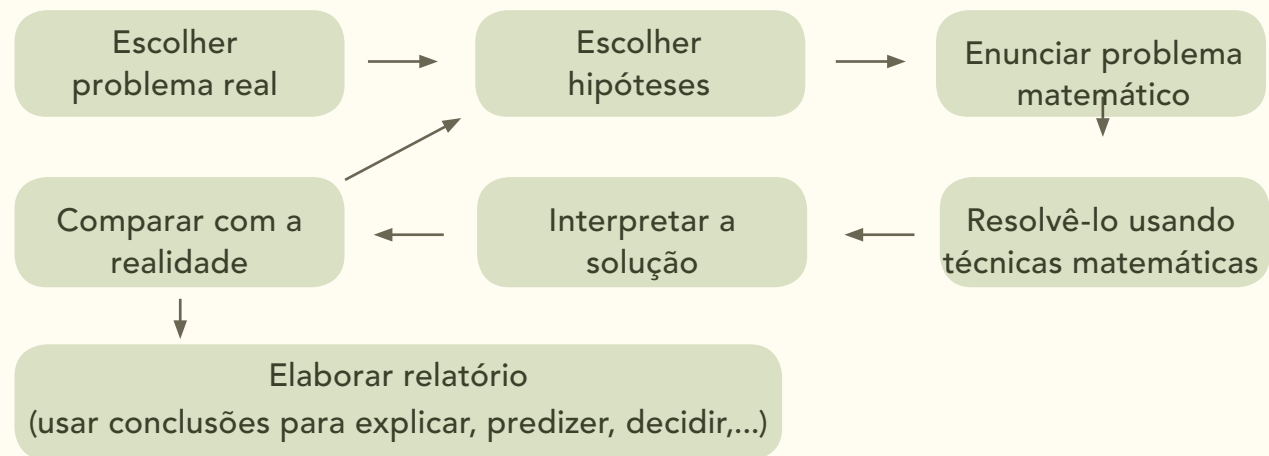 Escolher
problema real
Escolher
hipóteses
Enunciar problema
matemático
Comparar com a
realidade
Interpretar a
solução
Resolvê-lo usando
técnicas matemáticas
Elaborar relatório
(usar conclusões para explicar, predizer, decidir,...)